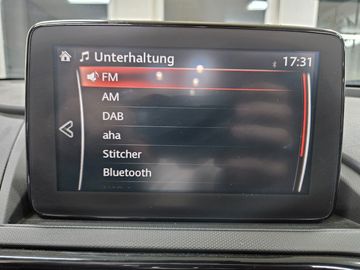 Unterhaltung 17:31
FM
AM
DAB
aha
Stitcher
Bluetooth